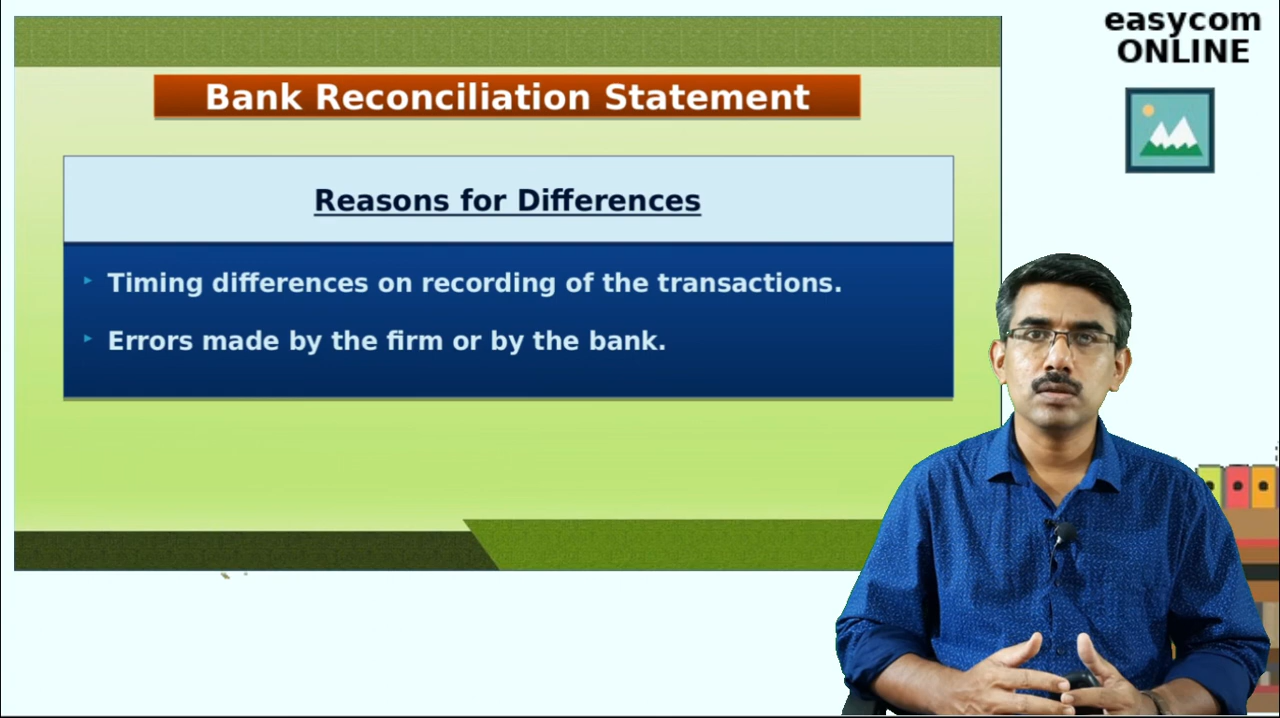 easycom
ONLINE
Bank Reconciliation Statement
Reasons for Differences
Timing differences on recording of the transactions.
Errors made by the firm or by the bank.